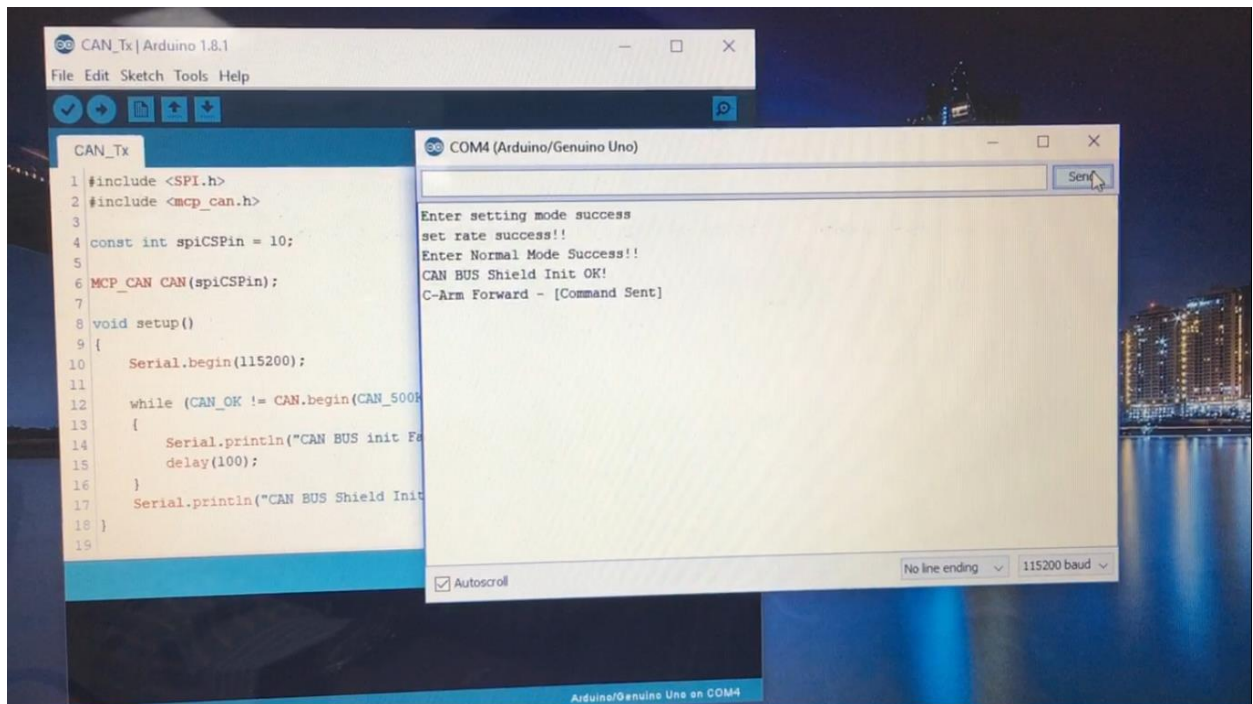 CAN_Tx | Arduino 1.8.1
File Edit Sketch Tools Help
CAN_Tx
1 #include <SPI.h>
2 #include <mcp_can.h>
3
4 const int spiCSPin = 10;
5
6 MCP_CAN CAN(spiCSPin);
7
8 void setup()
9 {
10 Serial.begin(115200);
11
12 while (CAN_OK != CAN.begin(CAN_500
13 {
14 Serial.println("CAN BUS init Fa
15 delay(100);
16 }
17 Serial.println("CAN BUS Shield Init
18 }
19
Arduino/Genuino Uno on COM4
COM4 (Arduino/Genuino Uno)
Send
Enter setting mode success
set rate success!!
Enter Normal Mode Success!!
CAN BUS Shield Init OK!
C-Arm Forward - [Command Sent]
Autoscroll
No line ending
115200 baud